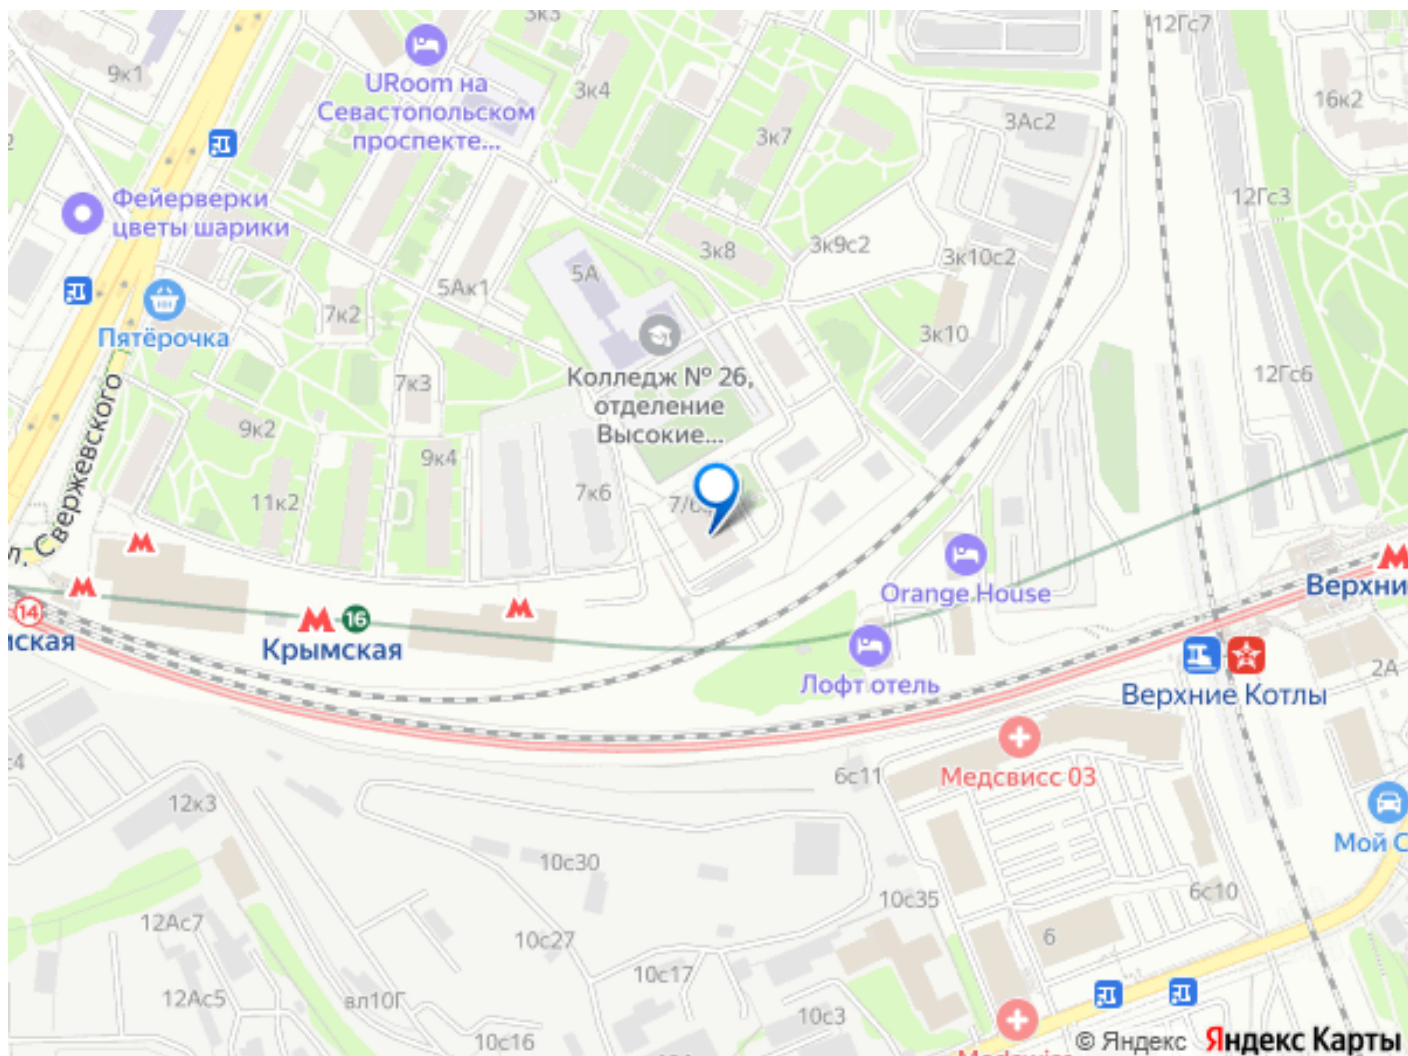 3к3
12Гс7
9к1
URoom на
Севастопольском
проспекте...
3к4
16к2
3Ас2
3к7
Фейерверки
цветы шарики
12Гс3
3к8
3к9с2
3к10с2
5А
5Ак1
7к2
Пятёрочка
3к10
Колледж № 26,
отделение
Высокие...
7к3
12Гс6
9к2
9к4
11к2
7к6
ул. Свержевского
Orange House
Верхни
14
16
ская
Крымская
Лофт отель
Верхние Котлы
2А
Медсвисс 03
6с11
12к3
Мой С
10с30
10с35
6с10
12Ас7
10с27
6
10с17
12Ас5
вл10Г
10с3
10с16
© Яндекс Яндекс Карты